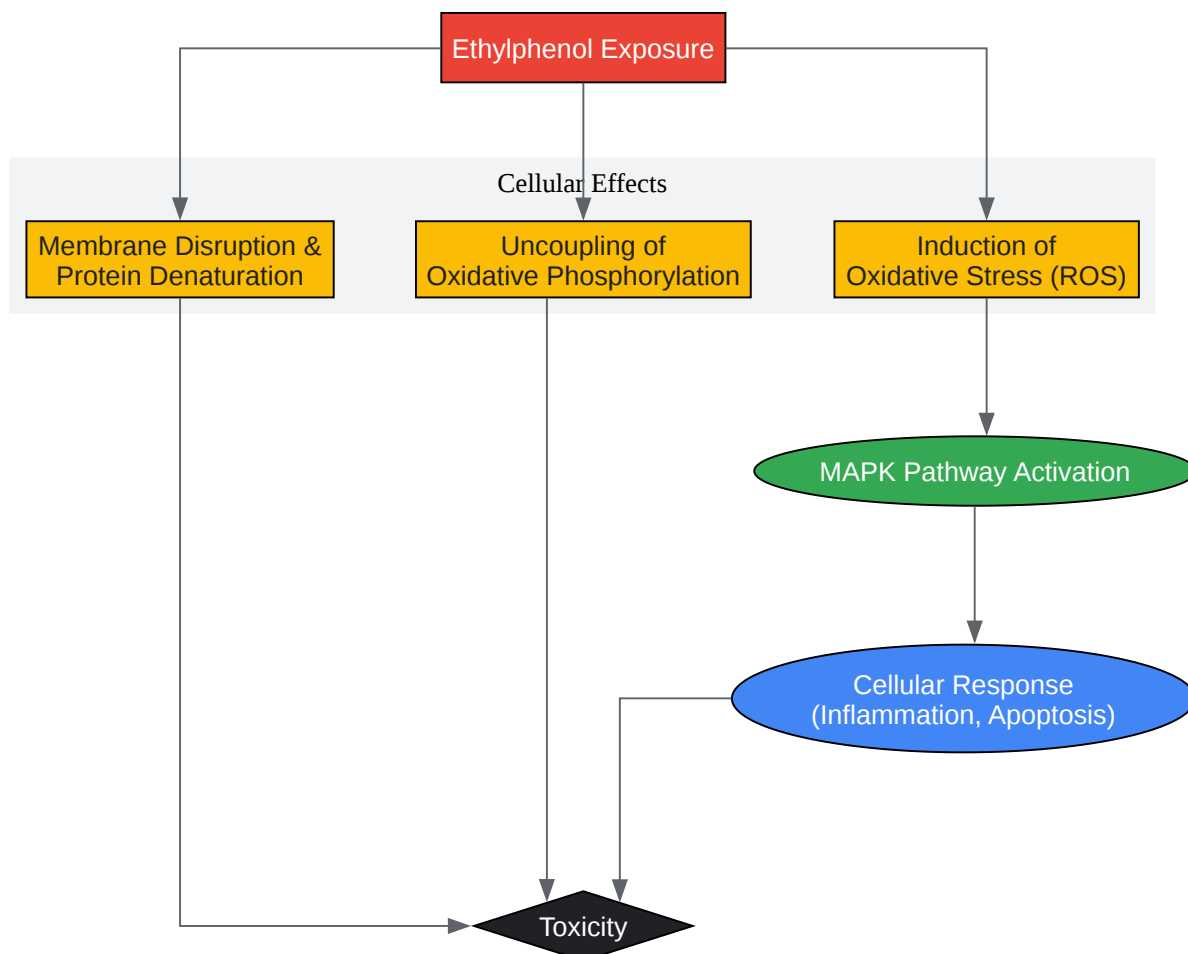 Ethylphenol Exposure
Cellular Effects
Membrane Disruption &
Protein Denaturation
Uncoupling of
Oxidative Phosphorylation
Induction of
Oxidative Stress (ROS)
MAPK Pathway Activation
Cellular Response
(Inflammation, Apoptosis)
Toxicity